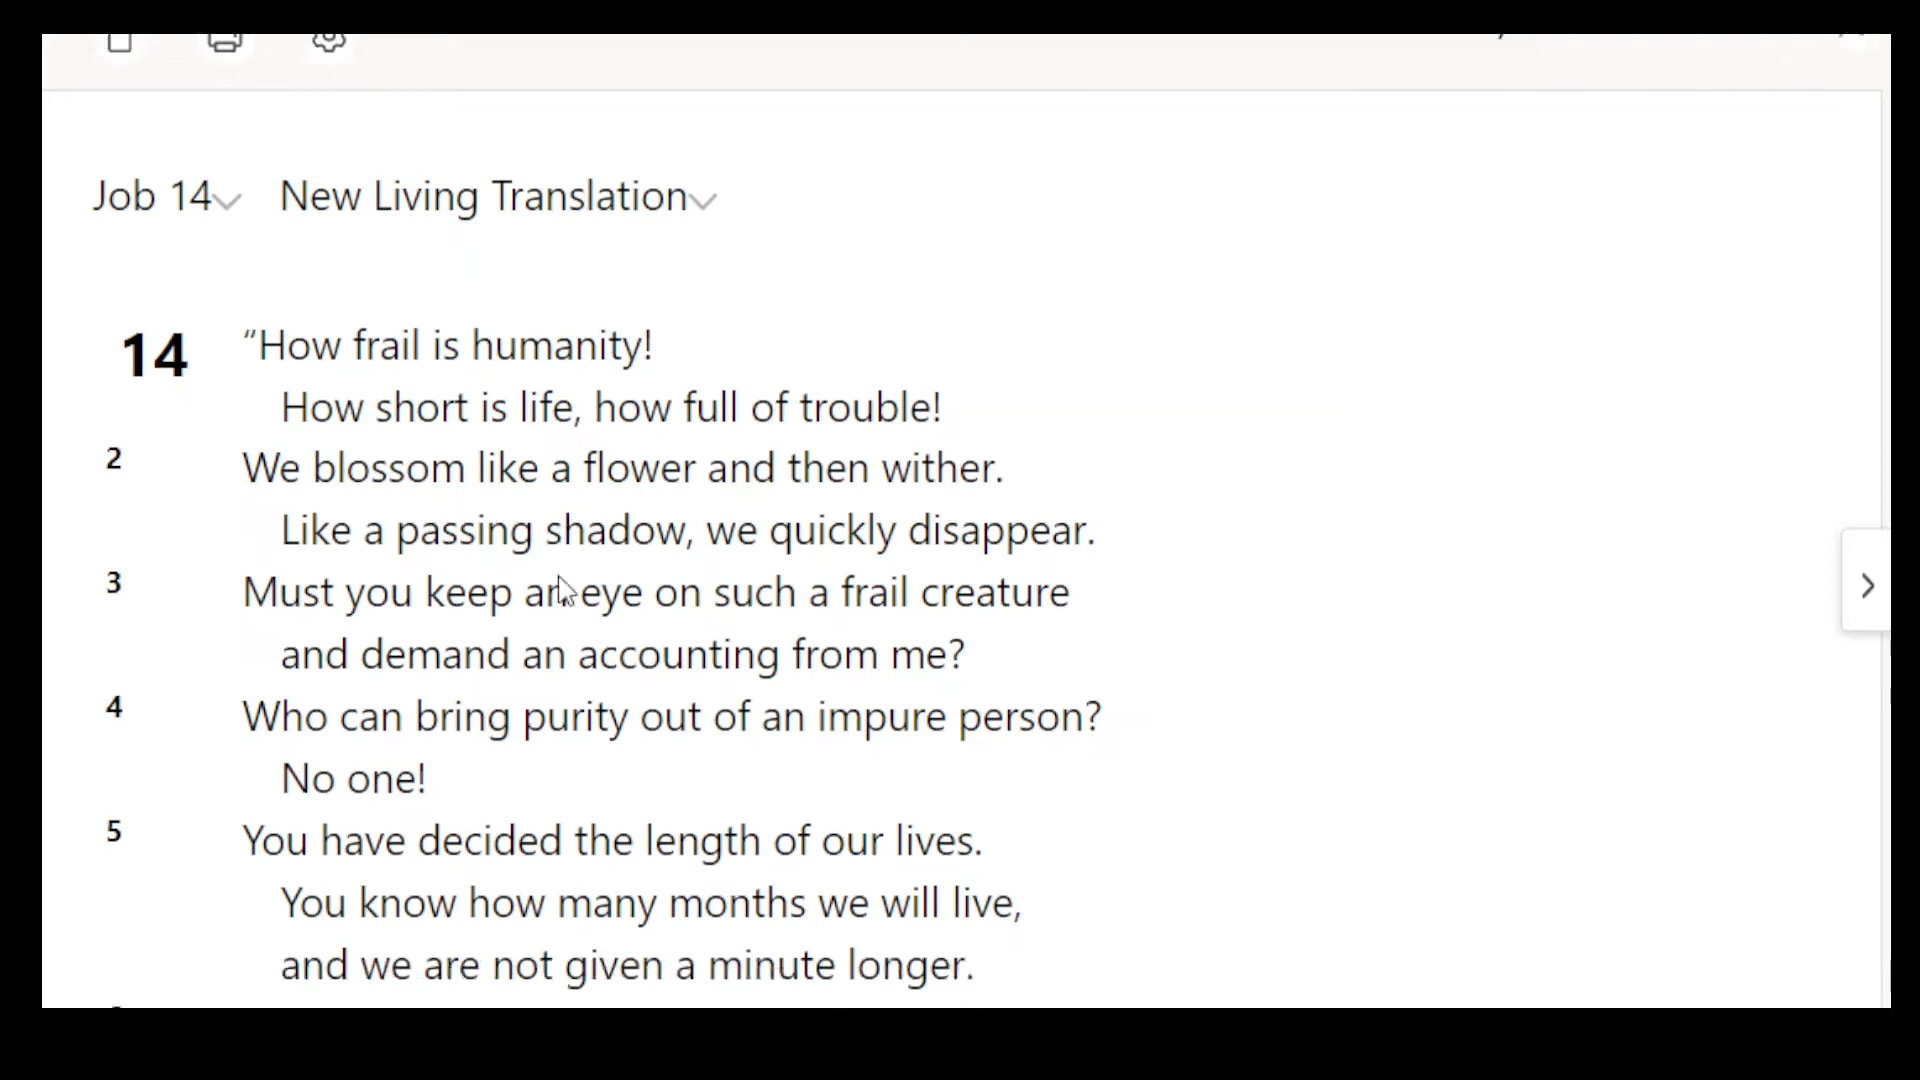 Job 14 New Living Translation
14 “How frail is humanity!
How short is life, how full of trouble!
2 We blossom like a flower and then wither.
Like a passing shadow, we quickly disappear.
3 Must you keep an eye on such a frail creature
and demand an accounting from me?
4 Who can bring purity out of an impure person?
No one!
5 You have decided the length of our lives.
You know how many months we will live,
and we are not given a minute longer.